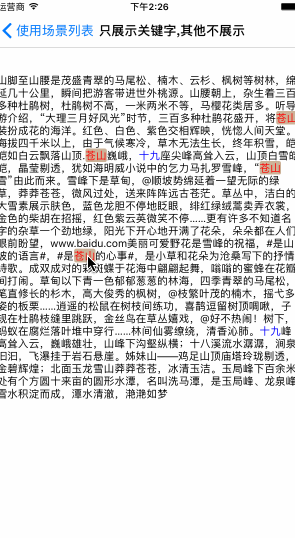 运营商 下午2:26
使用场景列表 只展示关键字,其他不展示
山脚至山腰是茂盛青翠的马尾松、楠木、云杉、枫树等树林，绵
延几十公里，瞬间把游客带进世外桃源。山腰朝上，杂生着三百
多种杜鹃树，杜鹃树不高，一米两米不等，马樱花类居多。听导
游介绍，“大理三月好风光”时节，三百多种杜鹃花盛开，将苍山
装扮成花的海洋。红色、白色、紫色交相辉映，恍惚人间天堂。
海拔四千米以上，由于气候寒冷，草木无法生长，终年积雪，皑
皑如白云飘落山顶.苍山巍峨，十九座尖峰高耸入云，山顶白雪皑
皑，晶莹剔透，犹如海明威小说中的乞力马扎罗雪峰，“苍山
雪”由此而来。雪峰下是草甸，@顺坡势绵延着一望无际的绿
草，莽莽苍苍，微风过处，送来阵阵远古苍茫。草丛中，洁白的
大雪素展示肤色，蓝色龙胆不停地眨眼，绯红绿绒蒿卖弄衣裳，
金色的柴胡在招摇，红色紫云英微笑不停……更有许多不知道名
字的杂草一个劲地绿，阳光下开心地开满了花朵，朵朵都在人们
眼前盼望，www.baidu.com美丽可爱野花是雪峰的祝福，#是山
坡的语言#，#是苍山的心事#，是小草和花朵为沧桑写下的抒情
诗歌。成双成对的彩蝶于花海中翩翩起舞，嗡嗡的蜜蜂在花瓣
间打闹。草甸以下青一色郁郁葱葱的林海，四季青翠的马尾松，
笔直修长的杉木，高大俊秀的枫树，@枝繁叶茂的楠木，摇弋多
姿的板栗……逍遥的松鼠在树枝间练功，喜鹊逗留树顶啁啾，子
规在杜鹃枝缝里跳跃，金丝鸟在草丛嬉戏，@好不热闹！树下，
蚂蚁在腐烂落叶堆中穿行……林间仙雾缭绕，清香沁肺。十九峰
高耸入云，巍峨雄壮，山峰下沟壑纵横：十八溪流水潺潺，涧泉
汩汩，飞瀑挂于岩石悬崖。姊妹山——鸡足山顶庙塔玲珑剔透，
金碧辉煌；北面玉龙雪山莽莽苍苍，冰清玉洁。玉局峰下百余米
处有个方圆十来亩的圆形水潭，名叫洗马潭，是玉局峰、龙泉峰
雪水积淀而成，潭水清澈，滟滟如梦